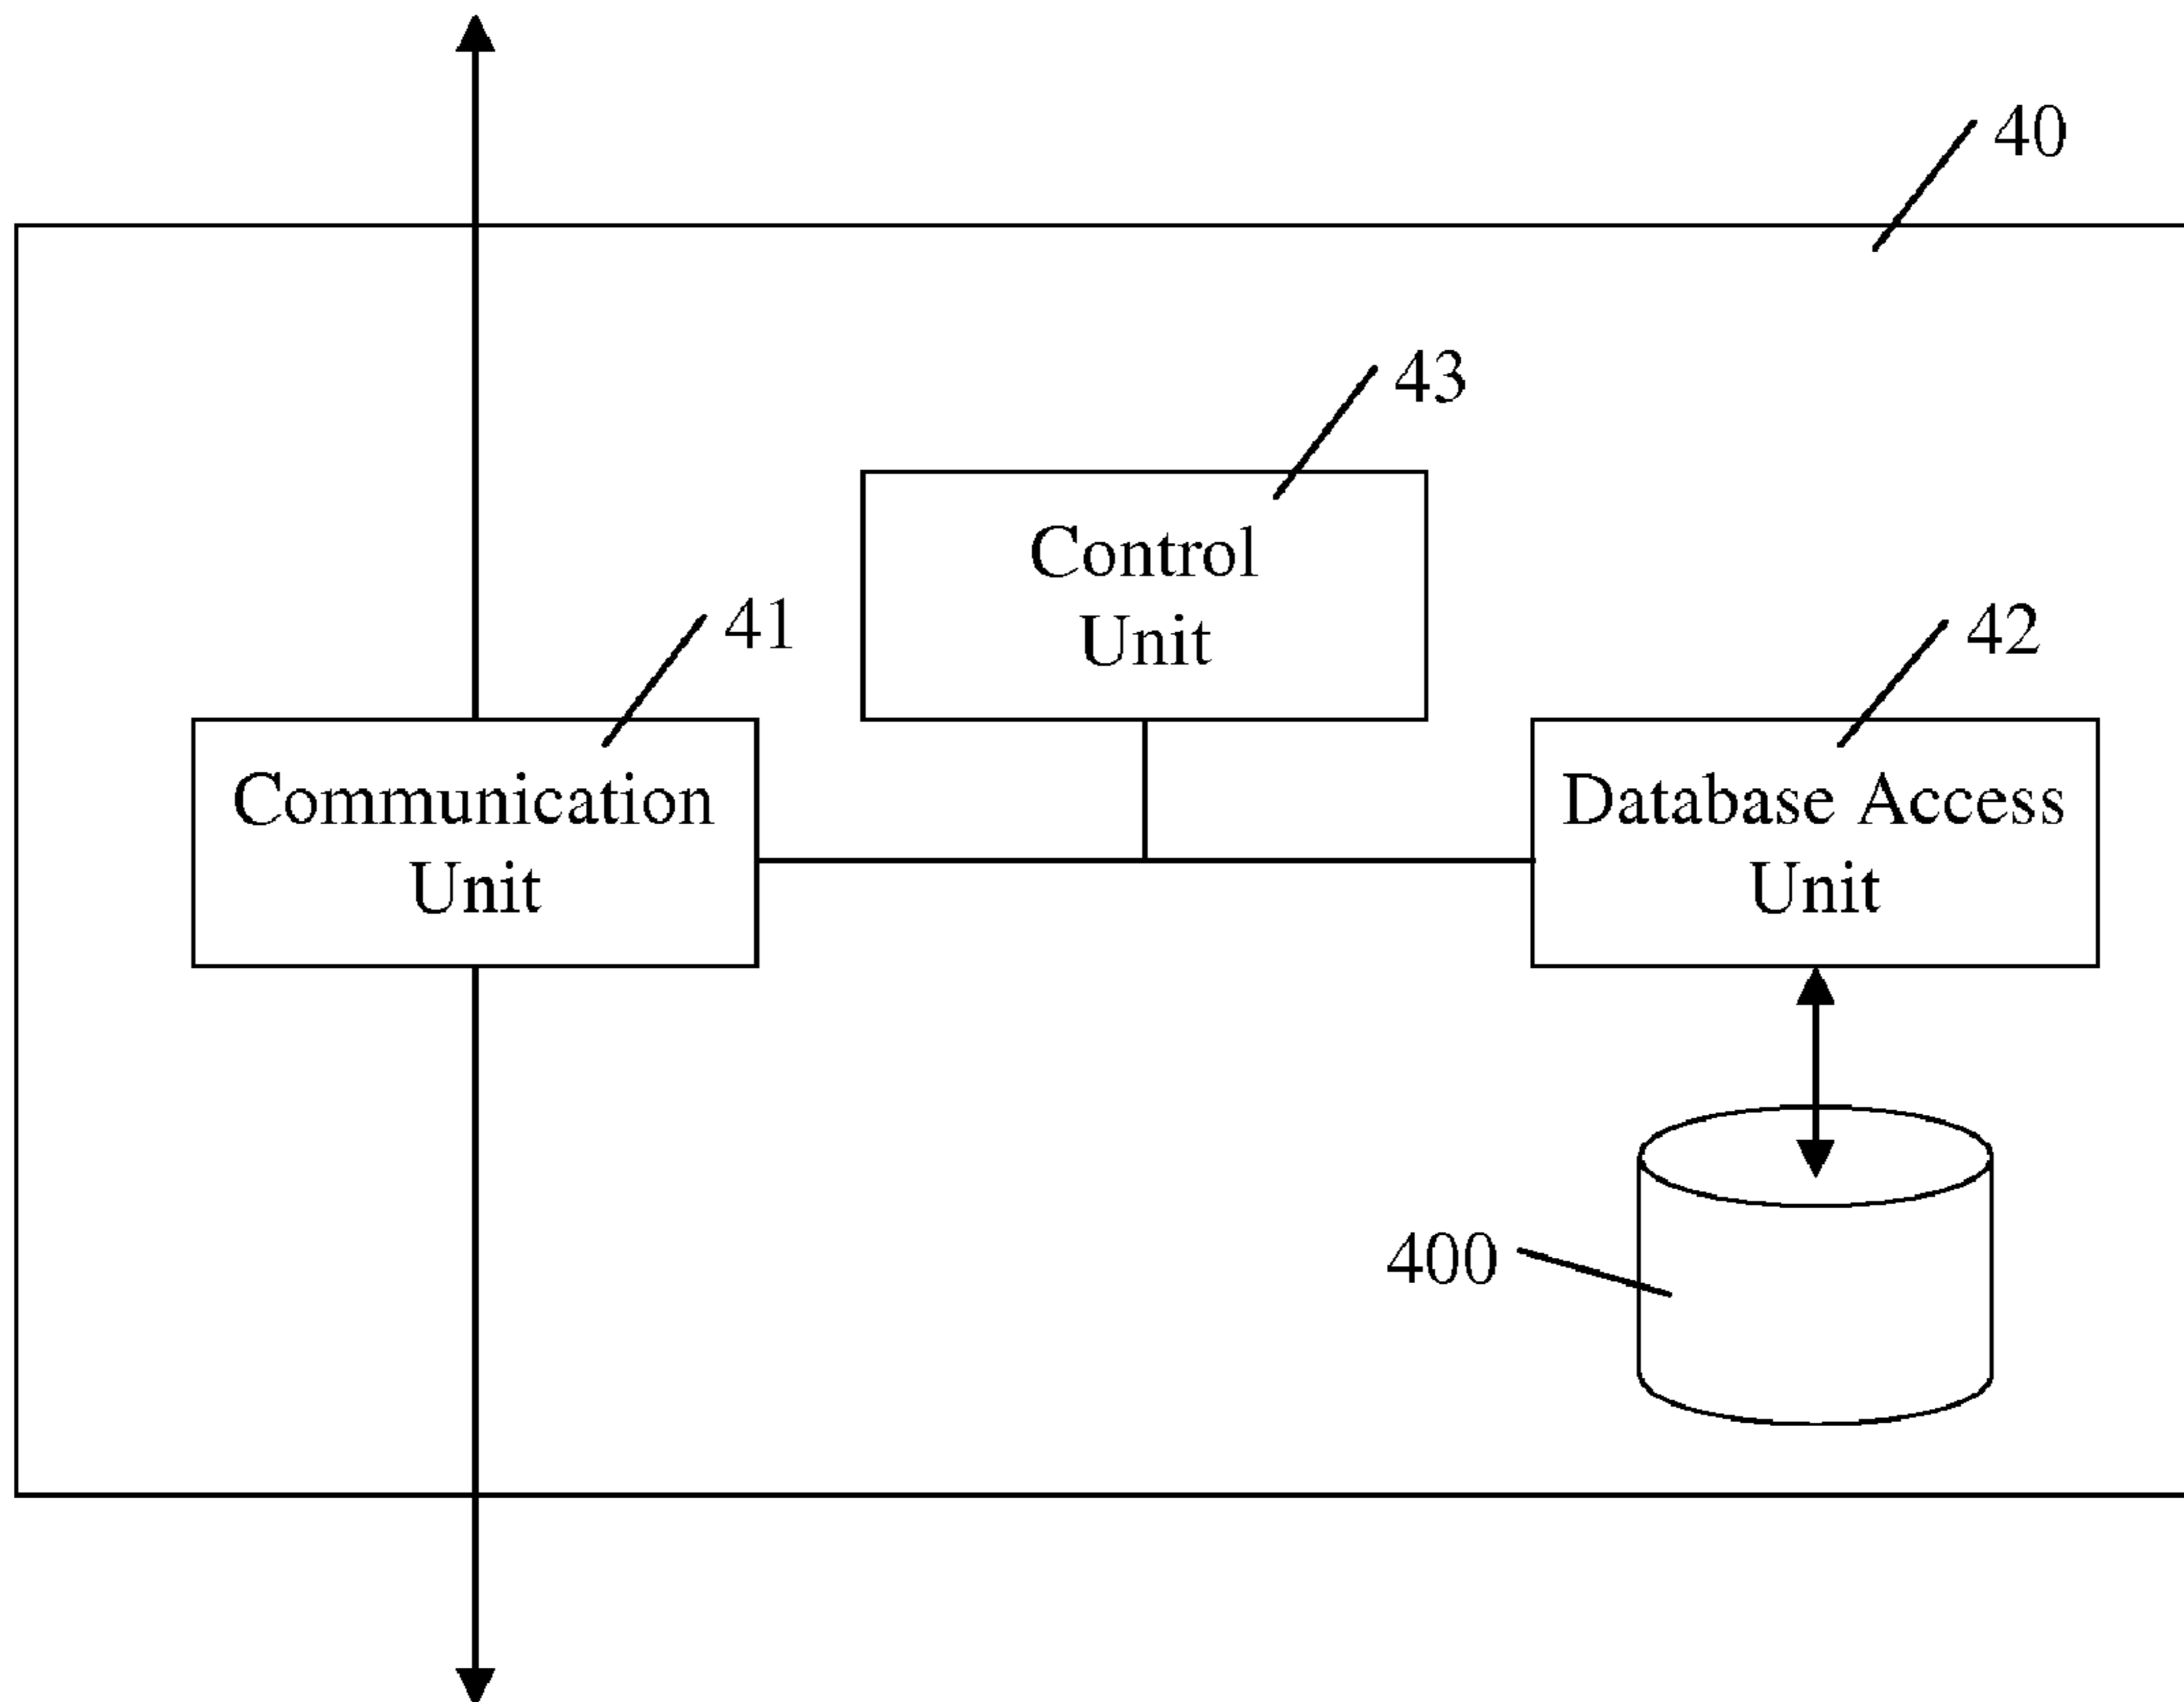 40
43
Control
Unit
41
42
Communication
Unit
Database Access
Unit
400